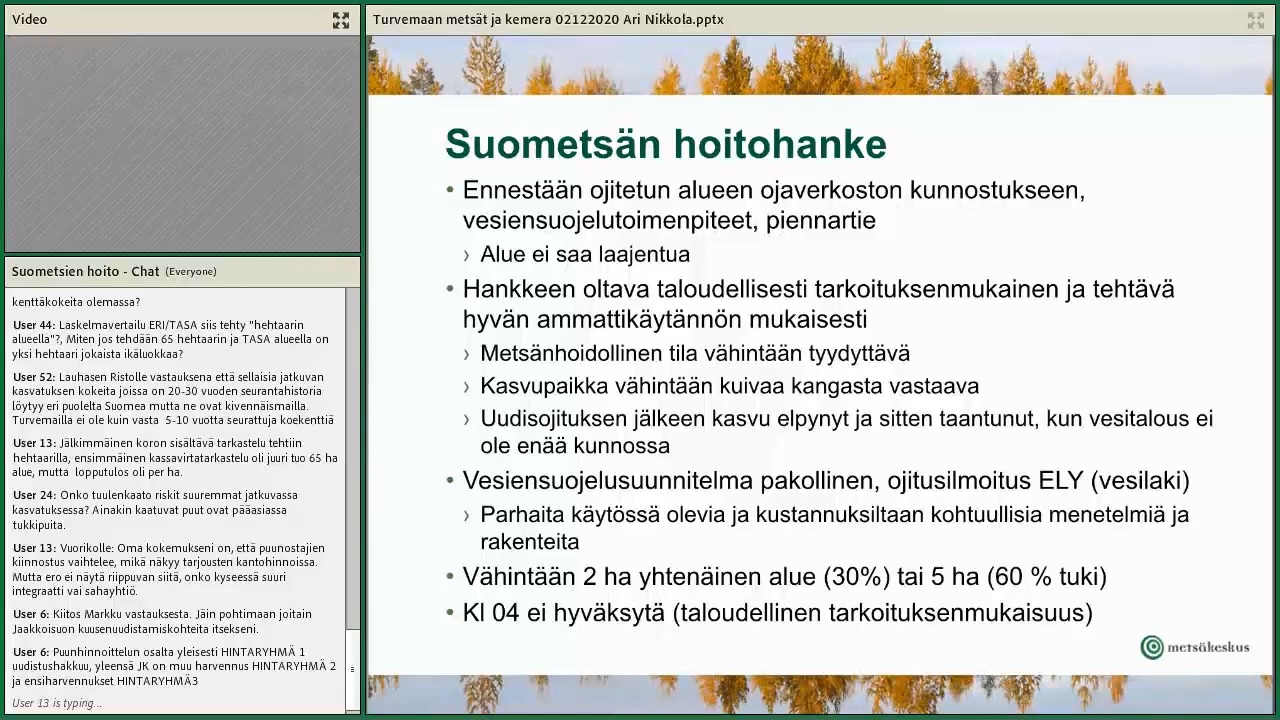 Video
Suometsien hoito - Chat (Everyone)
kenttäkokeita olemassa?
User 44: Laskelmavertailu ERI/TASA siis tehty "hehtaarin
alueella"?, Miten jos tehdään 65 hehtaarin ja TASA alueella on
yksi hehtaari jokaista ikäluokkaa?
User 52: Lauhasen Ristolle vastauksena että sellaisia jatkuvan
kasvatuksen kokeita joissa on 20-30 vuoden seurantahistoria
löytyy eri puolelta Suomea mutta ne ovat kivennäismailla.
Turvemailla ei ole kuin vasta 5-10 vuotta seurattuja koekenttiä
User 13: Jälkimmäinen koron sisältävä tarkastelu tehtiin
hehtaarilla, ensimmäinen kassavirtatarkastelu oli juuri tuo 65 ha
alue, mutta lopputulos oli per ha.
User 24: Onko tuulenkaato riskit suuremmat jatkuvassa
kasvatuksessa? Ainakin kaatuvat puut ovat pääasiassa
tukkipuita.
User 13: Vuorikolle: Oma kokemukseni on, että puunostajien
kiinnostus vaihtelee, mikä näkyy tarjousten kantohinnoissa.
Mutta ero ei näytä riippuvan siitä, onko kyseessä suuri
integraatti vai sahayhtiö.
User 6: Kiitos Markku vastauksesta. Jäin pohtimaan joitain
Jaakkoisuon kuusenuudistamiskohteita itsekseni.
User 6: Puunhinnoittelun osalta yleisesti HINTARYHMÄ 1
uudistushakkuu, yleensä JK on muu harvennus HINTARYHMÄ 2
ja ensiharvennukset HINTARYHMÄ3
User 13 is typing...
Turvemaan metsät ja kemera 02122020 Ari Nikkola.pptx
Suometsän hoitohanke
• Ennestään ojitetun alueen ojaverkoston kunnostukseen,
vesiensuojelutoimenpiteet, piennartie
› Alue ei saa laajentua
• Hankkeen oltava taloudellisesti tarkoituksenmukainen ja tehtävä
hyvän ammattikäytännön mukaisesti
› Metsänhoidollinen tila vähintään tyydyttävä
› Kasvupaikka vähintään kuivaa kangasta vastaava
› Uudisojituksen jälkeen kasvu elpynyt ja sitten taantunut, kun vesitalous ei
ole enää kunnossa
• Vesiensuojelusuunnitelma pakollinen, ojitusilmoitus ELY (vesilaki)
› Parhaita käytössä olevia ja kustannuksiltaan kohtuullisia menetelmiä ja
rakenteita
• Vähintään 2 ha yhtenäinen alue (30%) tai 5 ha (60 % tuki)
• Kl 04 ei hyväksytä (taloudellinen tarkoituksenmukaisuus)
metsäkeskus